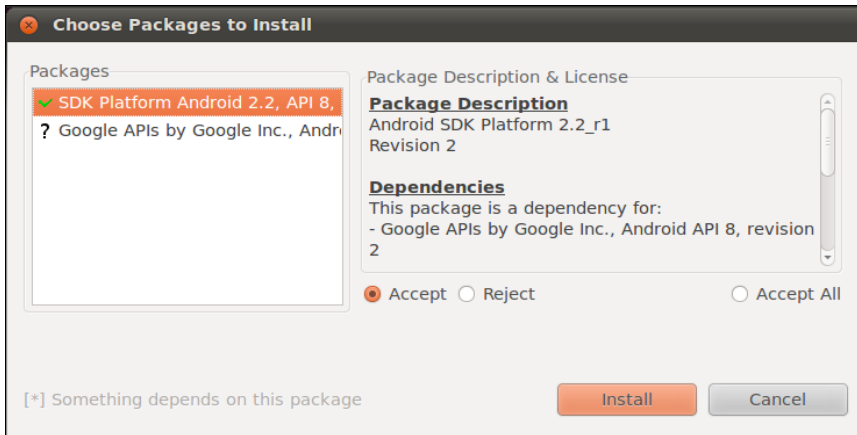 Choose Packages to Install
Packages
SDK Platform Android 2.2, API 8,
? Google APIs by Google Inc., Andr
Package Description & License
Package Description
Android SDK Platform 2.2_r1
Revision 2
Dependencies
This package is a dependency for:
- Google APIs by Google Inc., Android API 8, revision
2
Accept
Reject
Accept All
[*] Something depends on this package
Install
Cancel